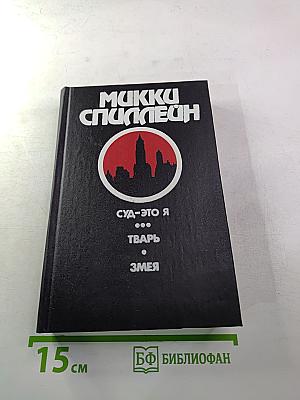 МИККИ
СПИЛЛЕЙН
СУД-ЭТО Я
•••
ТВАРЬ
•
ЗМЕЯ
15 см
БФ БИБЛИОФАН